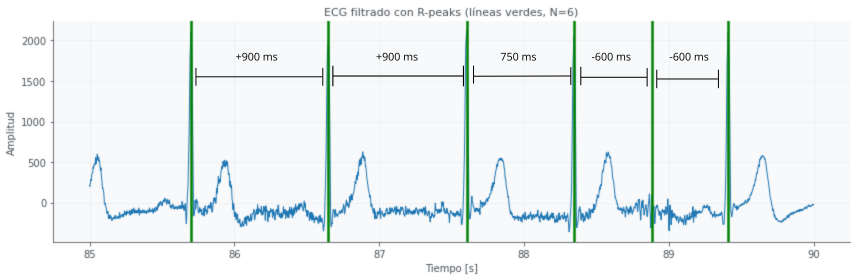 ECG filtrado con R-peaks (líneas verdes, N=6)
+900 ms
+900 ms
750 ms
-600 ms
-600 ms
2000
1500
1000
500
0
Amplitud
85
86
87
88
89
90
Tiempo [s]